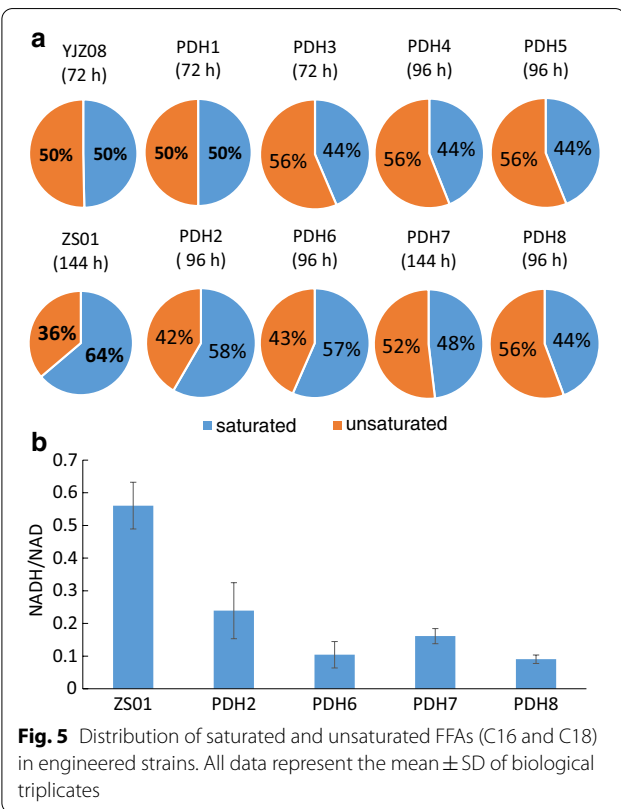 a
YJZ08 PDH1 PDH3 PDH4 PDH5
(72 h) (72 h) (72 h) (96 h) (96 h)
50% 50% 50% 50% 56% 44% 56% 44% 56% 44%
ZS01 PDH2 PDH6 PDH7 PDH8
(144 h) ( 96 h) (96 h) (144 h) (96 h)
36% 64% 42% 58% 43% 57% 52% 48% 56% 44%
saturated unsaturated
b
NADH/NAD
0.7
0.6
0.5
0.4
0.3
0.2
0.1
0
ZS01 PDH2 PDH6 PDH7 PDH8
Fig. 5 Distribution of saturated and unsaturated FFAs (C16 and C18)
in engineered strains. All data represent the mean ± SD of biological
triplicates